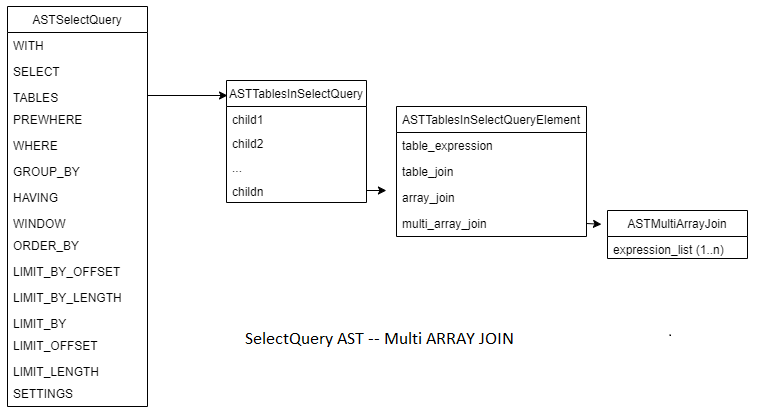 ASTSelectQuery
WITH
SELECT
TABLES
PREWHERE
WHERE
GROUP_BY
HAVING
WINDOW
ORDER_BY
LIMIT_BY_OFFSET
LIMIT_BY_LENGTH
LIMIT_BY
LIMIT_OFFSET
LIMIT_LENGTH
SETTINGS
ASTTablesInSelectQuery
child1
child2
...
childn
ASTTablesInSelectQueryElement
table_expression
table_join
array_join
multi_array_join
ASTMultiArrayJoin
expression_list (1..n)
SelectQuery AST -- Multi ARRAY JOIN
.